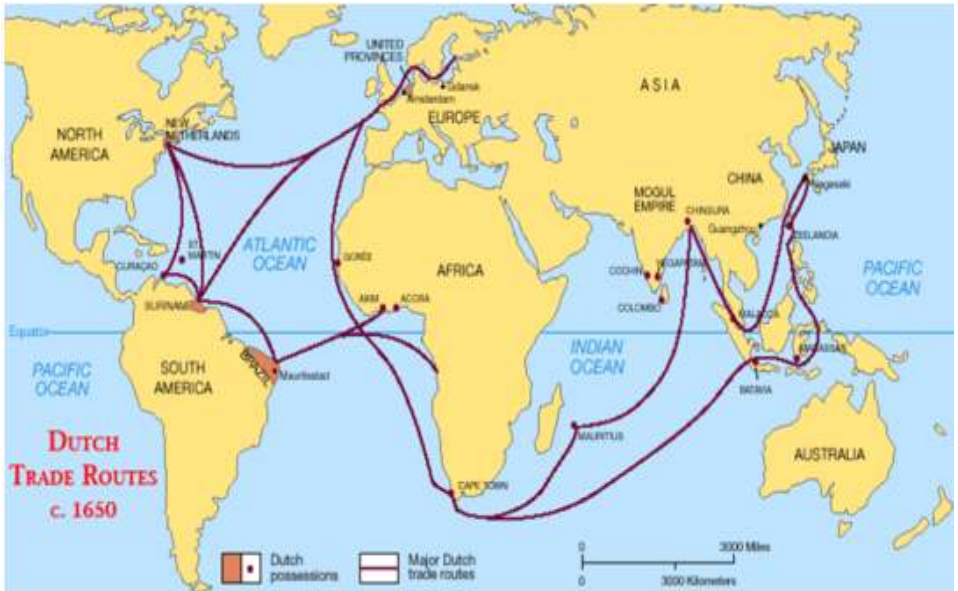 UNITED
PROVINCES
Gdansk
Amsterdam
EUROPE
ASIA
NORTH
AMERICA
NEW
NETHERLANDS
JAPAN
Nagasaki
CHINA
MOGUL
EMPIRE
CHINSURA
Guangzhou
ZEELANDIA
ST.
MARTIN
ATLANTIC
OCEAN
CURAÇAO
GORÉE
AFRICA
COCHIN
COLOMBO
PACIFIC
OCEAN
SURINAME
AXIM
ACCRA
MALACCA
Equator
INDIAN
OCEAN
MACASSAR
BATAVIA
PACIFIC
OCEAN
SOUTH
AMERICA
BRAZIL
Mauritsstad
MAURITIUS
AUSTRALIA
DUTCH
TRADE ROUTES
c. 1650
CAPE TOWN
Dutch
possessions
Major Dutch
trade routes
0 3000 Miles
0 3000 Kilometers